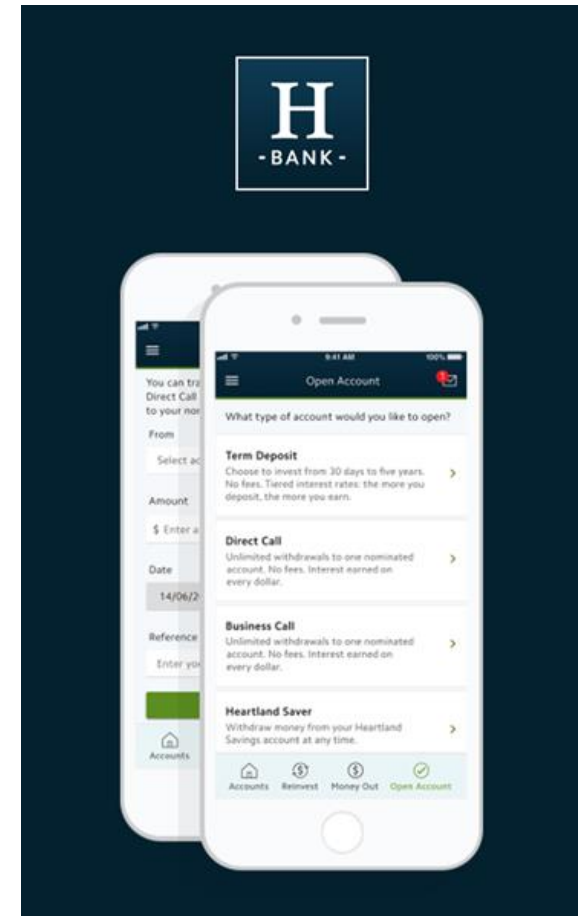 H
- BANK -
You can tra
Direct Call
to your nor
From
Select ac
Amount
$ Enter a
Date
14/06/2
Reference
Enter you
Accounts
9:41 AM
100%
Open Account
1
What type of account would you like to open?
Term Deposit
Choose to invest from 30 days to five years.
No fees. Tiered interest rates: the more you
deposit, the more you earn.
Direct Call
Unlimited withdrawals to one nominated
account. No fees. Interest earned on
every dollar.
Business Call
Unlimited withdrawals to one nominated
account. No fees. Interest earned on
every dollar.
Heartland Saver
Withdraw money from your Heartland
Savings account at any time.
Accounts Reinvest Money Out Open Account